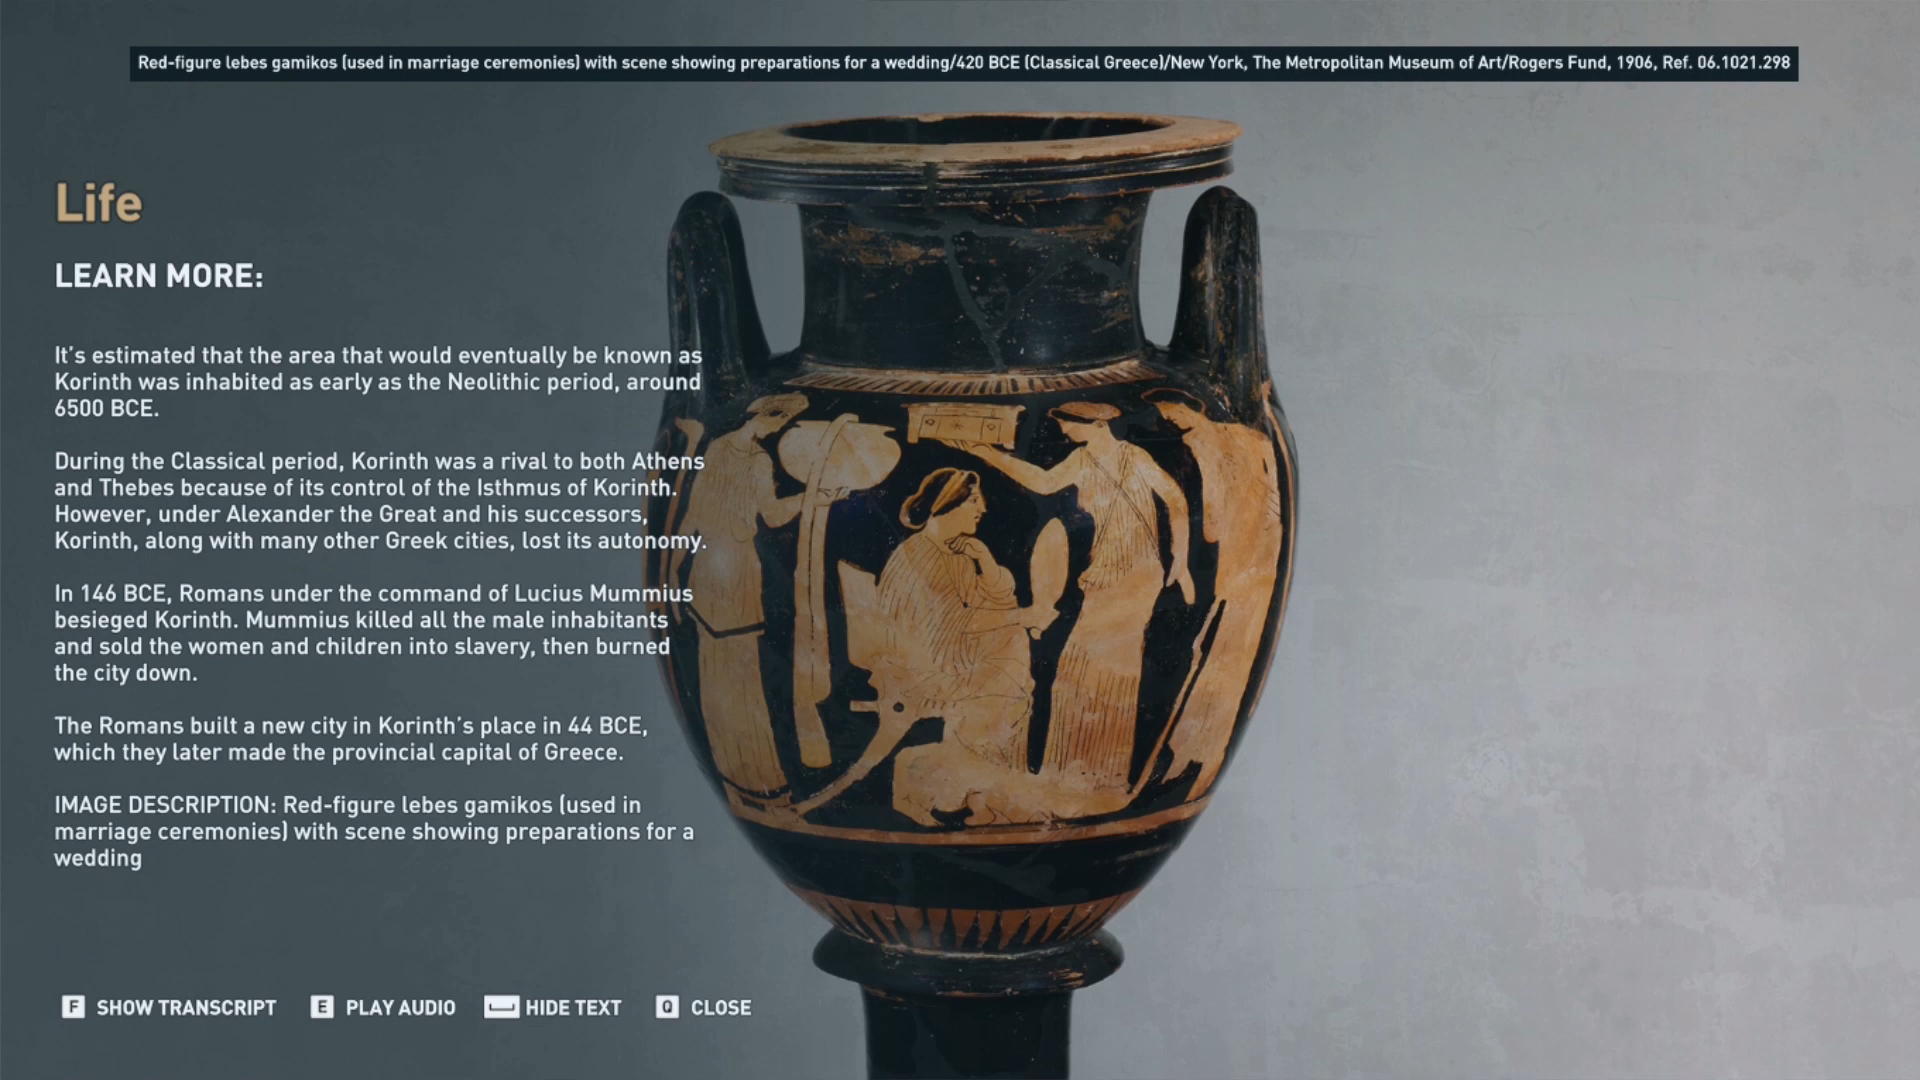 Red-figure lebes gamikos (used in marriage ceremonies) with scene showing preparations for a wedding/420 BCE (Classical Greece)/New York, The Metropolitan Museum of Art/Rogers Fund, 1906, Ref. 06.1021.298
Life
LEARN MORE:
It's estimated that the area that would eventually be known as
Korinth was inhabited as early as the Neolithic period, around
6500 BCE.
During the Classical period, Korinth was a rival to both Athens
and Thebes because of its control of the Isthmus of Korinth.
However, under Alexander the Great and his successors,
Korinth, along with many other Greek cities, lost its autonomy.
In 146 BCE, Romans under the command of Lucius Mummius
besieged Korinth. Mummius killed all the male inhabitants
and sold the women and children into slavery, then burned
the city down.
The Romans built a new city in Korinth's place in 44 BCE,
which they later made the provincial capital of Greece.
IMAGE DESCRIPTION: Red-figure lebes gamikos (used in
marriage ceremonies) with scene showing preparations for a
wedding
F SHOW TRANSCRIPT E PLAY AUDIO HIDE TEXT Q CLOSE